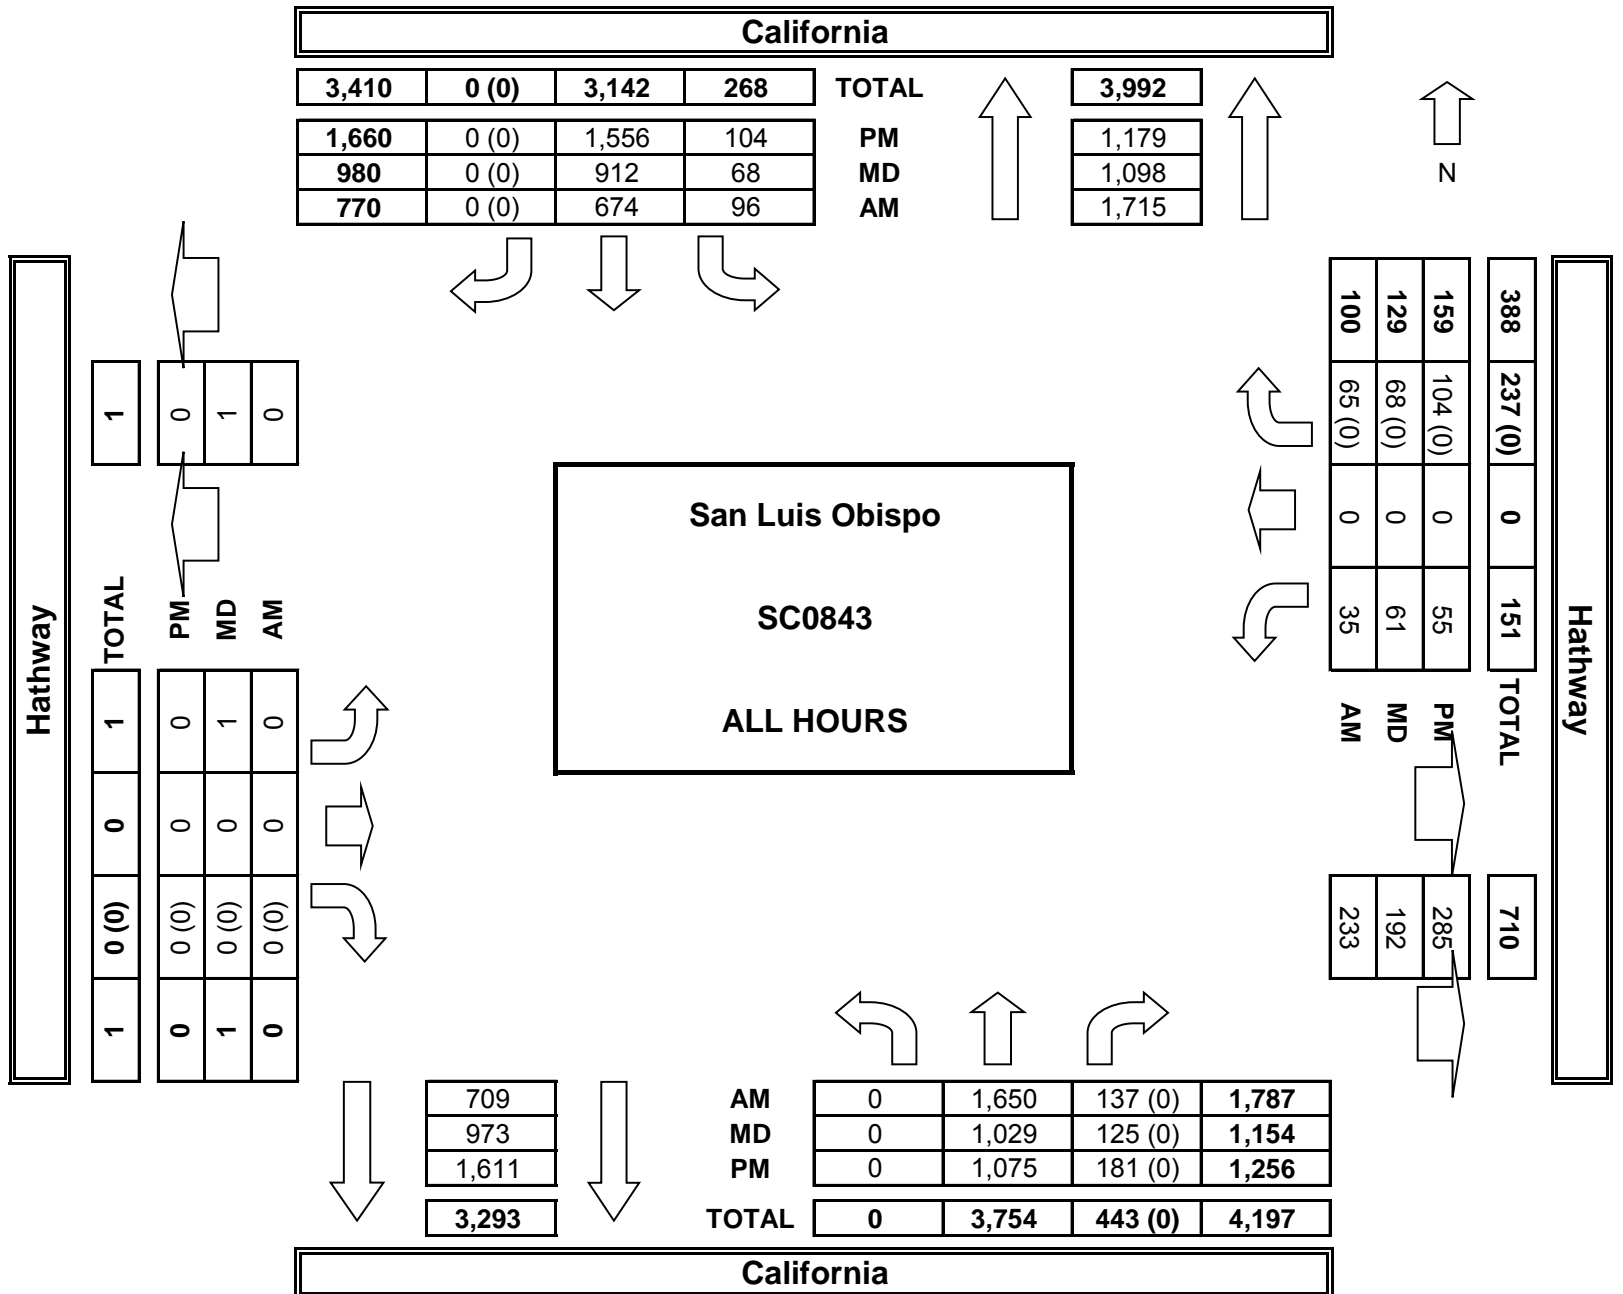 California
3,410 0 (0) 3,142 268 TOTAL 3,992
1,660 0 (0) 1,556 104 PM 1,179
980 0 (0) 912 68 MD 1,098
770 0 (0) 674 96 AM 1,715
N
Hathway
1
0 1 0
TOTAL PM MD AM
1 0 1 0
0 0 0 0
0 (0) 0 (0) 0 (0) 0 (0)
1 0 1 0
San Luis Obispo
SC0843
ALL HOURS
100 129 159 388
65 (0) 68 (0) 104 (0) 237 (0)
0 0 0 0
35 61 55 151
AM MD PM TOTAL
233 192 285 710
Hathway
709 AM 0 1,650 137 (0) 1,787
973 MD 0 1,029 125 (0) 1,154
1,611 PM 0 1,075 181 (0) 1,256
3,293 TOTAL 0 3,754 443 (0) 4,197
California